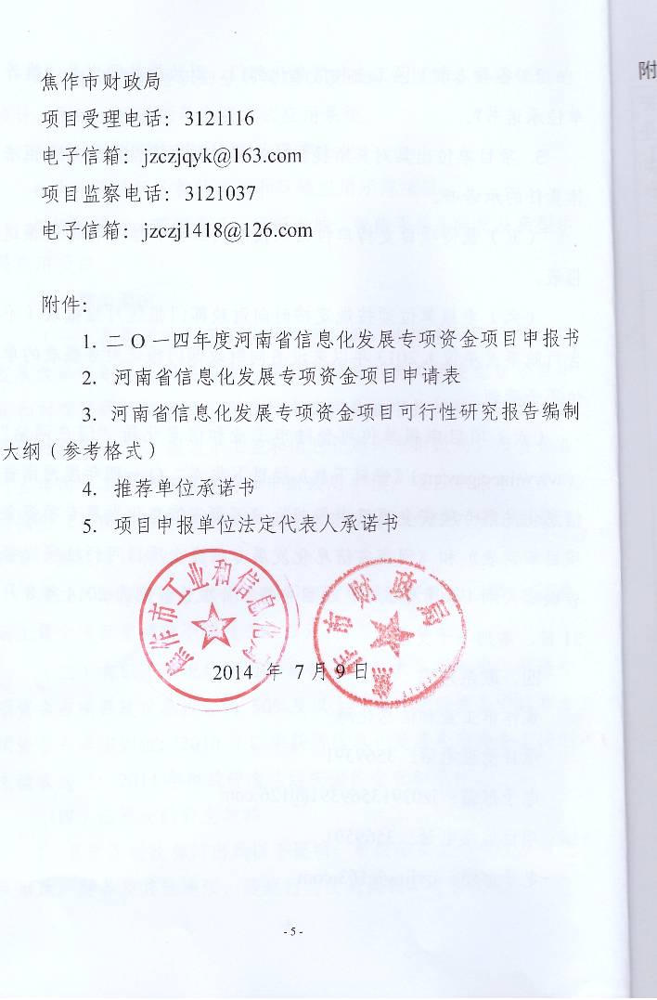 焦作市财政局
项目受理电话：3121116
电子信箱：jzczjqyk@163.com
项目监察电话：3121037
电子信箱：jzczj1418@126.com
附件：
1. 二〇一四年度河南省信息化发展专项资金项目申报书
2. 河南省信息化发展专项资金项目申请表
3. 河南省信息化发展专项资金项目可行性研究报告编制
大纲（参考格式）
4. 推荐单位承诺书
5. 项目申报单位法定代表人承诺书
焦作市工业和信息化局
焦作市财政局
2014 年 7 月 9 日
- 5 -
附